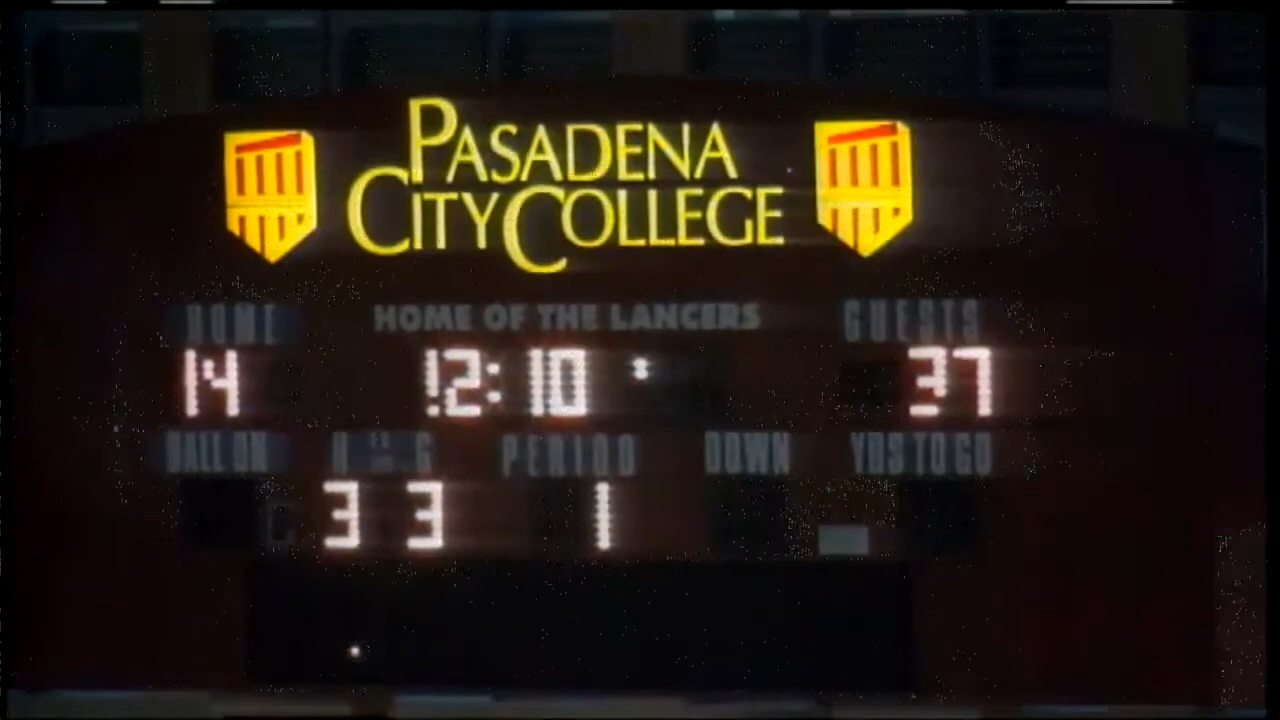 PASADENA
CITY COLLEGE
HOME HOME OF THE LANCERS GUESTS
14 12:10 37
BALL ON PERIOD DOWN YDS TO GO
3 3 1